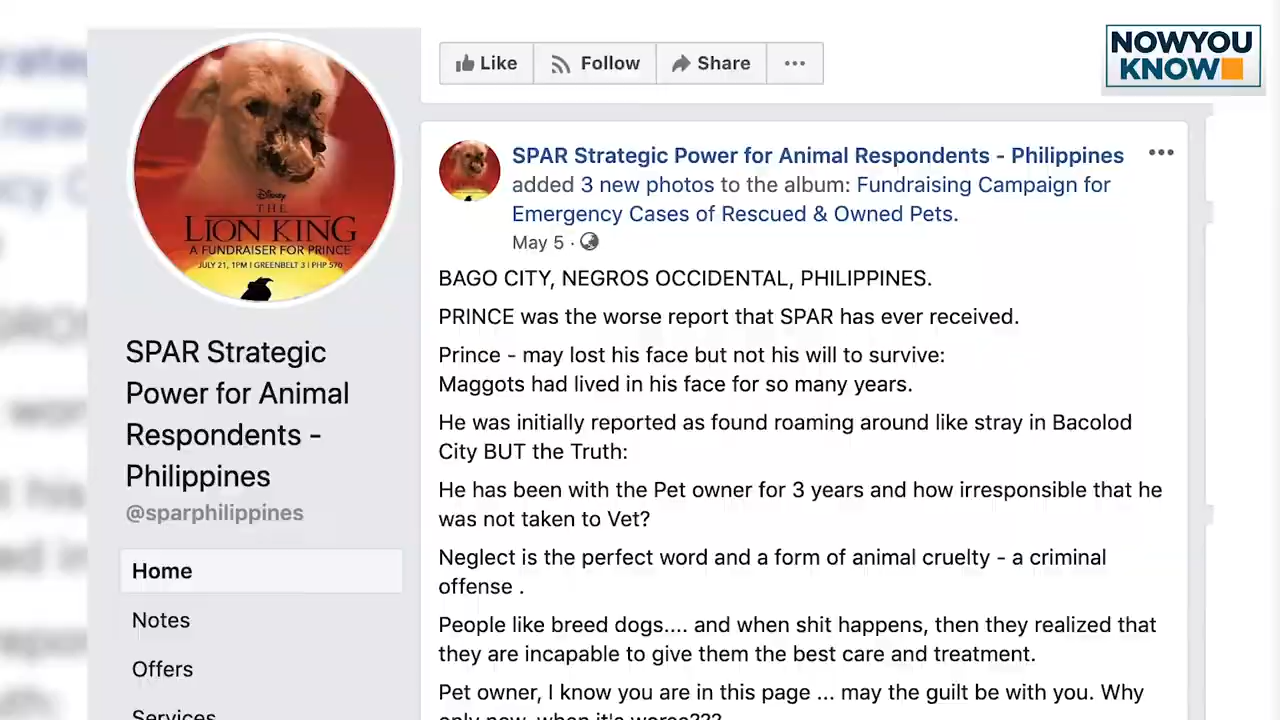 Like
Follow
Share
NOWYOU
KNOW
Disney
THE
LION KING
A FUNDRAISER FOR PRINCE
JULY 21, 1PM | GREENBELT 3 | PHP 570
SPAR Strategic
Power for Animal
Respondents -
Philippines
@sparphilippines
Home
Notes
Offers
Services
SPAR Strategic Power for Animal Respondents - Philippines
added 3 new photos to the album: Fundraising Campaign for
Emergency Cases of Rescued & Owned Pets.
May 5 ·
BAGO CITY, NEGROS OCCIDENTAL, PHILIPPINES.
PRINCE was the worse report that SPAR has ever received.
Prince - may lost his face but not his will to survive:
Maggots had lived in his face for so many years.
He was initially reported as found roaming around like stray in Bacolod
City BUT the Truth:
He has been with the Pet owner for 3 years and how irresponsible that he
was not taken to Vet?
Neglect is the perfect word and a form of animal cruelty - a criminal
offense .
People like breed dogs.... and when shit happens, then they realized that
they are incapable to give them the best care and treatment.
Pet owner, I know you are in this page ... may the guilt be with you. Why
only now, when it's worse???